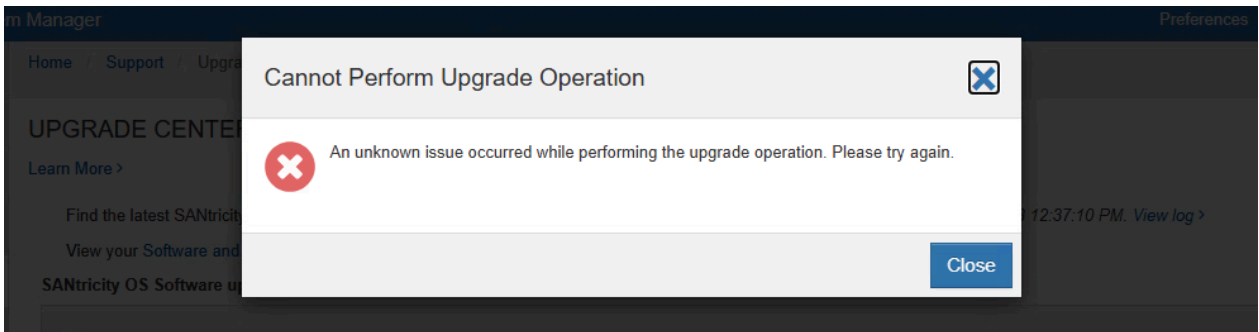 m Manager
Preferences
Home / Support / Upgra
Cannot Perform Upgrade Operation
UPGRADE CENTER
Learn More >
An unknown issue occurred while performing the upgrade operation. Please try again.
Find the latest SANtricity
12:37:10 PM. View log >
View your Software and
Close
SANtricity OS Software u